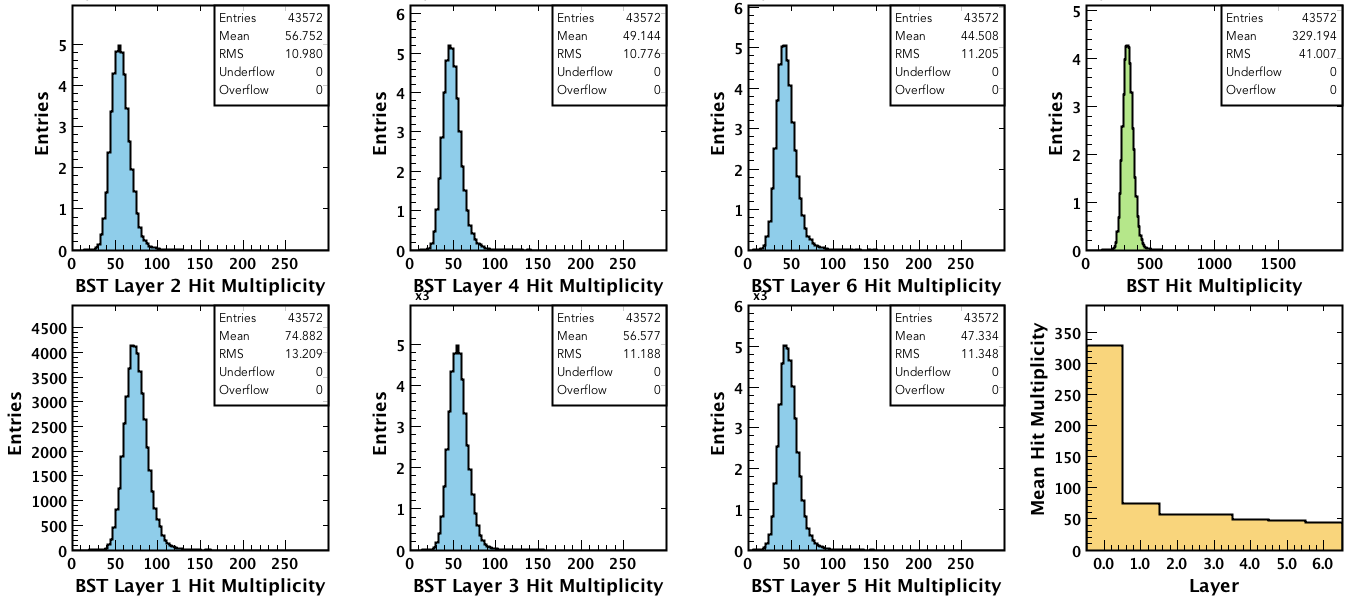 Entries 43572
Mean 56.752
RMS 10.980
Underflow 0
Overflow 0
5
4
3
2
1
0
Entries
0 50 100 150 200 250
BST Layer 2 Hit Multiplicity
Entries 43572
Mean 49.144
RMS 10.776
Underflow 0
Overflow 0
6
5
4
3
2
1
0
Entries
0 50 100 150 200 250
BST Layer 4 Hit Multiplicity
Entries 43572
Mean 44.508
RMS 11.205
Underflow 0
Overflow 0
6
5
4
3
2
1
0
Entries
0 50 100 150 200 250
BST Layer 6 Hit Multiplicity
Entries 43572
Mean 329.194
RMS 41.007
Underflow 0
Overflow 0
5
4
3
2
1
0
Entries
0 500 1000 1500
BST Hit Multiplicity
Entries 43572
Mean 74.882
RMS 13.209
Underflow 0
Overflow 0
4500
4000
3500
3000
2500
2000
1500
1000
500
0
Entries
0 50 100 150 200 250
BST Layer 1 Hit Multiplicity
x3
Entries 43572
Mean 56.577
RMS 11.188
Underflow 0
Overflow 0
5
4
3
2
1
0
Entries
0 50 100 150 200 250
BST Layer 3 Hit Multiplicity
x3
Entries 43572
Mean 47.334
RMS 11.348
Underflow 0
Overflow 0
6
5
4
3
2
1
0
Entries
0 50 100 150 200 250
BST Layer 5 Hit Multiplicity
350
300
250
200
150
100
50
0
Mean Hit Multiplicity
0.0 1.0 2.0 3.0 4.0 5.0 6.0
Layer